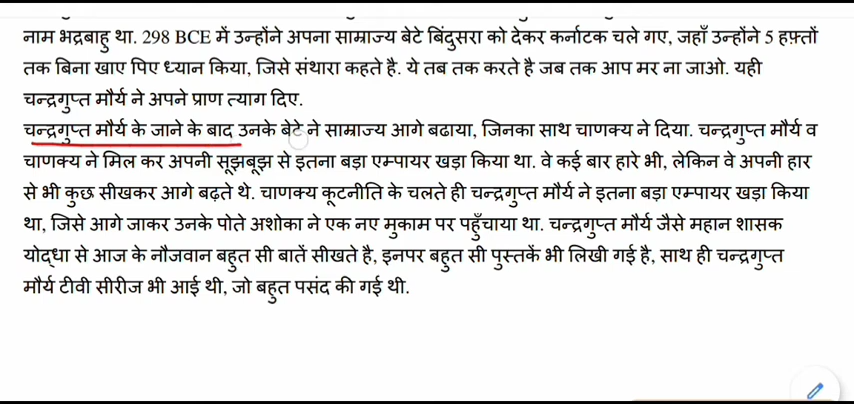 नाम भद्रबाहु था. 298 BCE में उन्होंने अपना साम्राज्य बेटे बिंदुसरा को देकर कर्नाटक चले गए, जहाँ उन्होंने 5 हफ़्तों
तक बिना खाए पिए ध्यान किया, जिसे संथारा कहते है. ये तब तक करते है जब तक आप मर ना जाओ. यही
चन्द्रगुप्त मौर्य ने अपने प्राण त्याग दिए.
चन्द्रगुप्त मौर्य के जाने के बाद उनके बेटे ने साम्राज्य आगे बढाया, जिनका साथ चाणक्य ने दिया. चन्द्रगुप्त मौर्य व
चाणक्य ने मिल कर अपनी सूझबूझ से इतना बड़ा एम्पायर खड़ा किया था. वे कई बार हारे भी, लेकिन वे अपनी हार
से भी कुछ सीखकर आगे बढ़ते थे. चाणक्य कूटनीति के चलते ही चन्द्रगुप्त मौर्य ने इतना बड़ा एम्पायर खड़ा किया
था, जिसे आगे जाकर उनके पोते अशोका ने एक नए मुकाम पर पहुँचाया था. चन्द्रगुप्त मौर्य जैसे महान शासक
योद्धा से आज के नौजवान बहुत सी बातें सीखते है, इनपर बहुत सी पुस्तकें भी लिखी गई है, साथ ही चन्द्रगुप्त
मौर्य टीवी सीरीज भी आई थी, जो बहुत पसंद की गई थी.